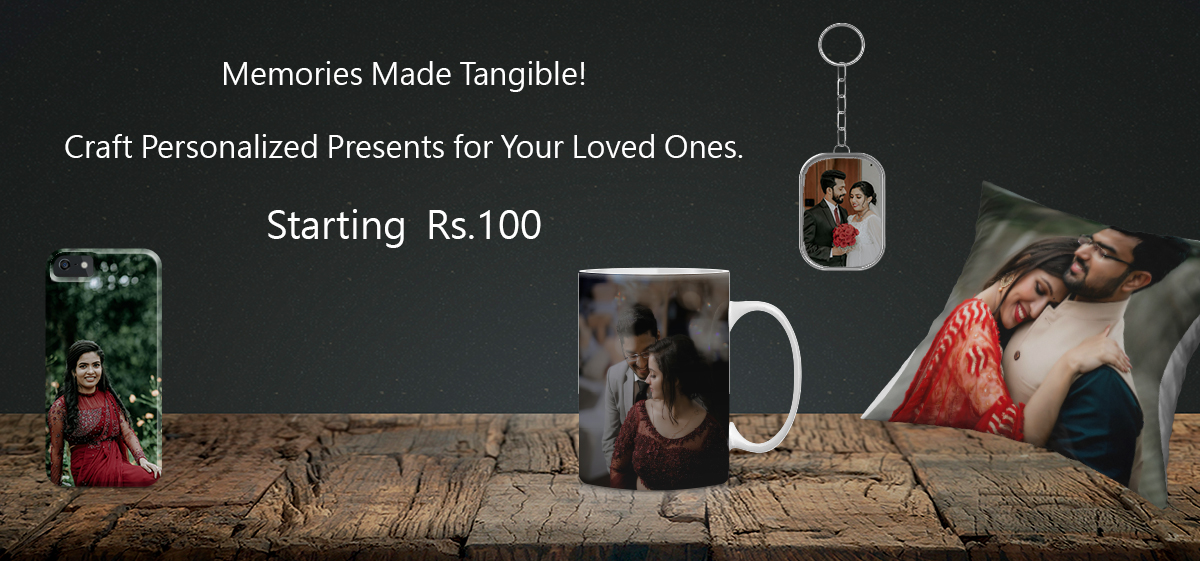 Memories Made Tangible!
Craft Personalized Presents for Your Loved Ones.
Starting Rs.100